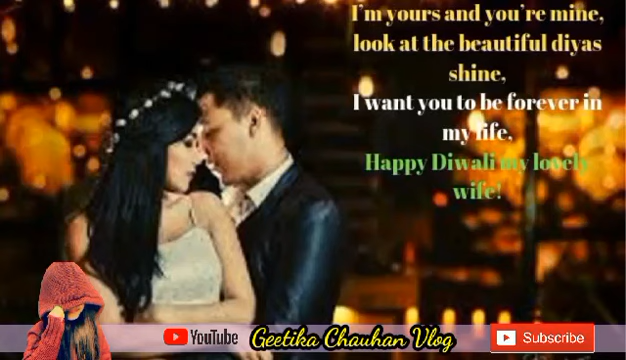 I'm yours and you're mine,
look at the beautiful diyas
shine,
I want you to be forever in
my life,
Happy Diwali my lovely
wife!
YouTube Geetika Chauhan Vlog Subscribe